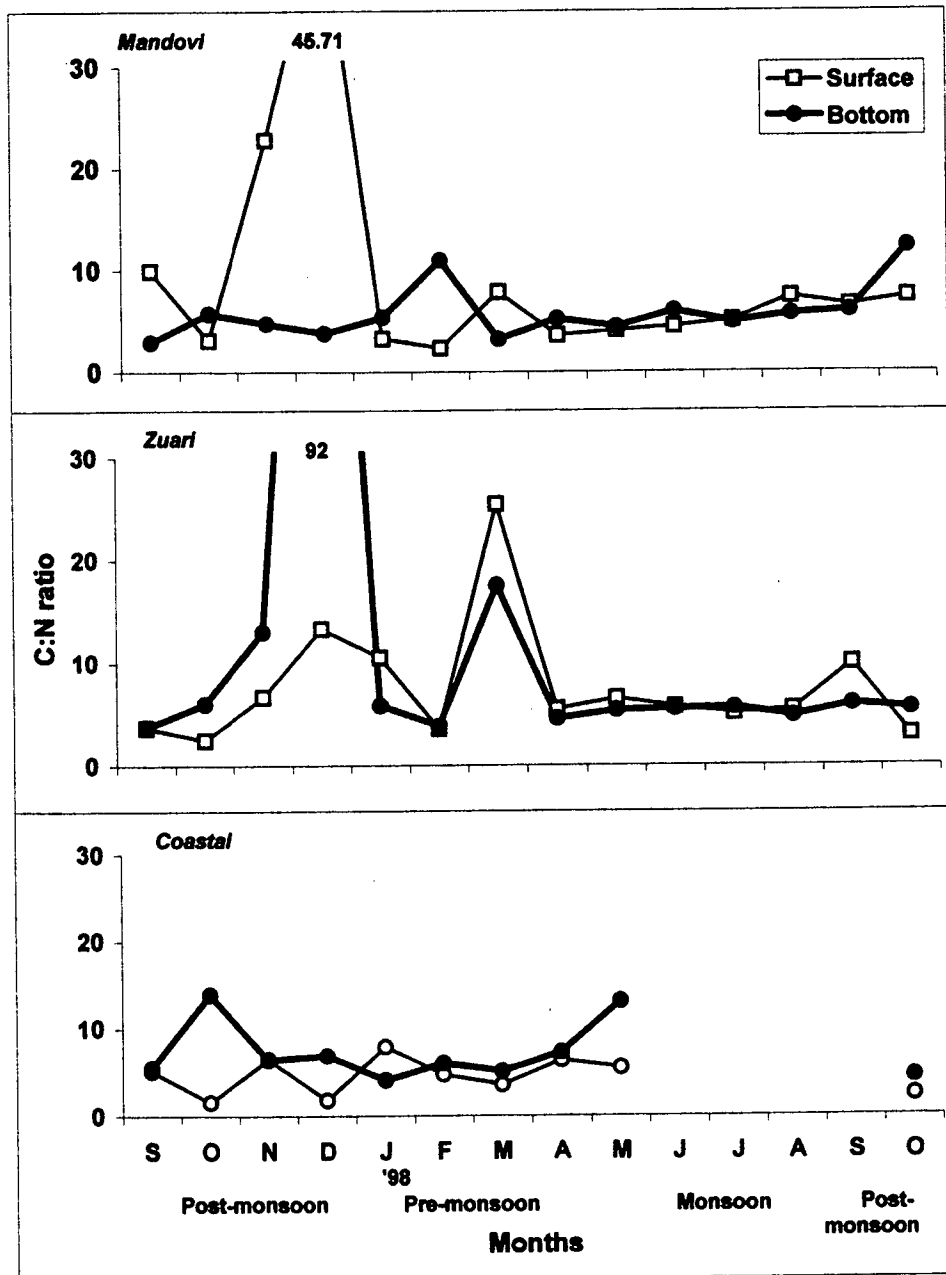 Mandovi
45.71
30
20
10
0
Surface
Bottom
Zuari
92
30
20
10
0
C:N ratio
Coastal
30
20
10
0
S O N D J F M A M J J A S O
'98
Post-monsoon Pre-monsoon Monsoon Post-
monsoon
Months